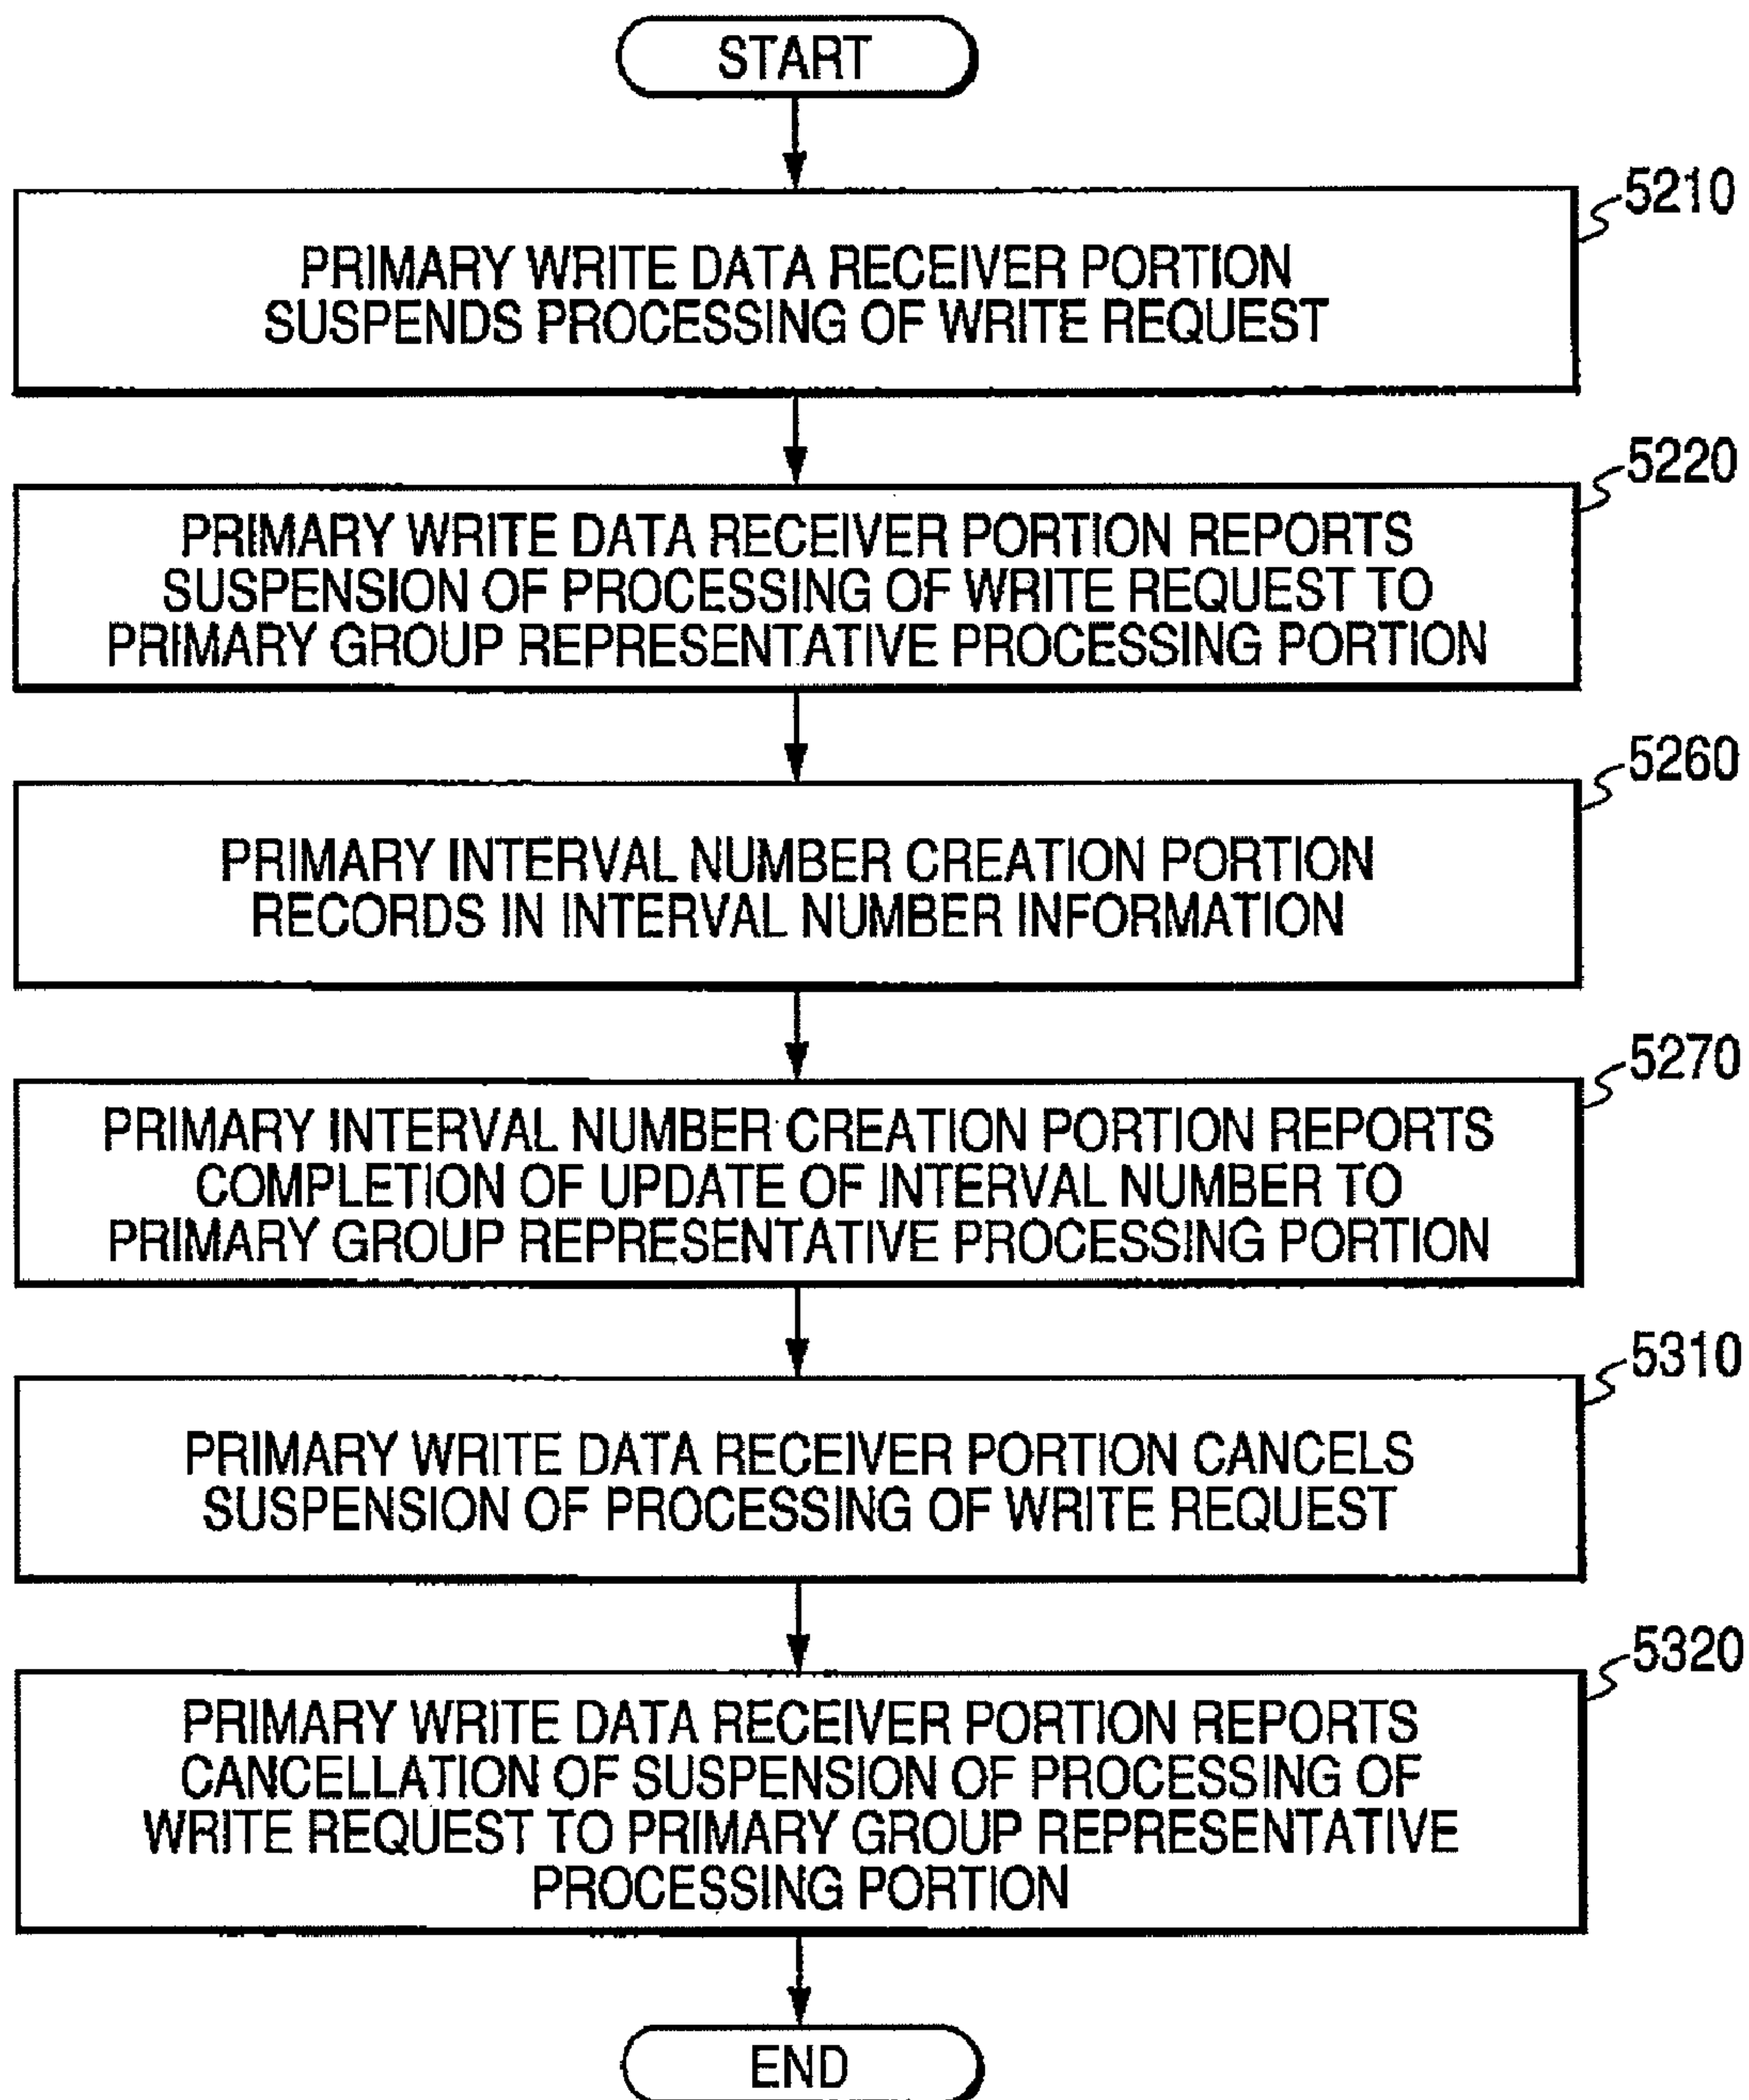 START
5210
PRIMARY WRITE DATA RECEIVER PORTION
SUSPENDS PROCESSING OF WRITE REQUEST
5220
PRIMARY WRITE DATA RECEIVER PORTION REPORTS
SUSPENSION OF PROCESSING OF WRITE REQUEST TO
PRIMARY GROUP REPRESENTATIVE PROCESSING PORTION
5260
PRIMARY INTERVAL NUMBER CREATION PORTION
RECORDS IN INTERVAL NUMBER INFORMATION
5270
PRIMARY INTERVAL NUMBER CREATION PORTION REPORTS
COMPLETION OF UPDATE OF INTERVAL NUMBER TO
PRIMARY GROUP REPRESENTATIVE PROCESSING PORTION
5310
PRIMARY WRITE DATA RECEIVER PORTION CANCELS
SUSPENSION OF PROCESSING OF WRITE REQUEST
5320
PRIMARY WRITE DATA RECEIVER PORTION REPORTS
CANCELLATION OF SUSPENSION OF PROCESSING OF
WRITE REQUEST TO PRIMARY GROUP REPRESENTATIVE
PROCESSING PORTION
END